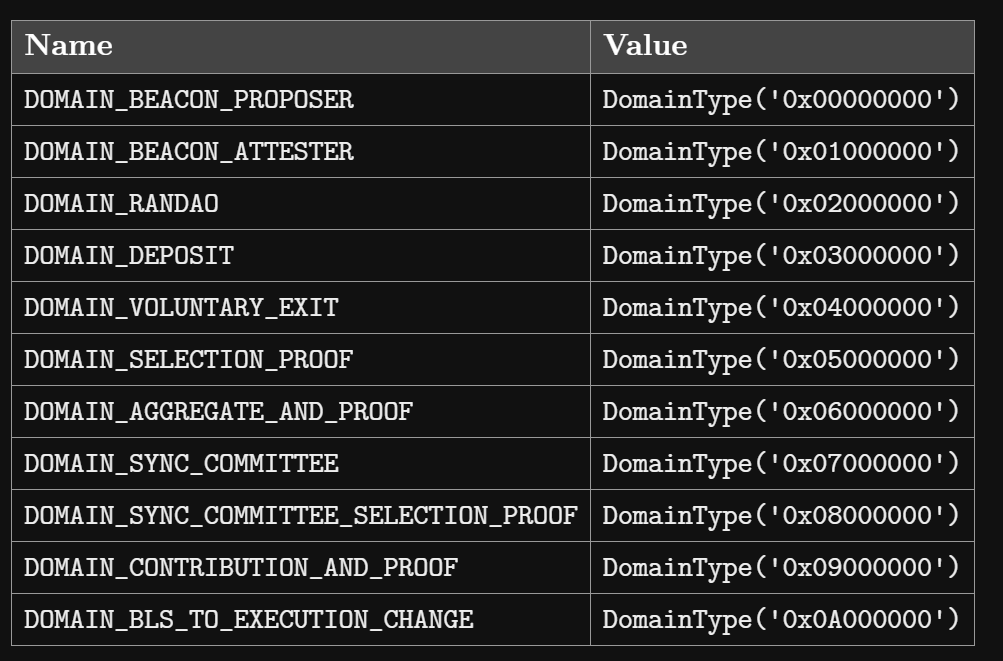 Name Value
DOMAIN_BEACON_PROPOSER DomainType('0x00000000')
DOMAIN_BEACON_ATTESTER DomainType('0x01000000')
DOMAIN_RANDAO DomainType('0x02000000')
DOMAIN_DEPOSIT DomainType('0x03000000')
DOMAIN_VOLUNTARY_EXIT DomainType('0x04000000')
DOMAIN_SELECTION_PROOF DomainType('0x05000000')
DOMAIN_AGGREGATE_AND_PROOF DomainType('0x06000000')
DOMAIN_SYNC_COMMITTEE DomainType('0x07000000')
DOMAIN_SYNC_COMMITTEE_SELECTION_PROOF DomainType('0x08000000')
DOMAIN_CONTRIBUTION_AND_PROOF DomainType('0x09000000')
DOMAIN_BLS_TO_EXECUTION_CHANGE DomainType('0x0A000000')